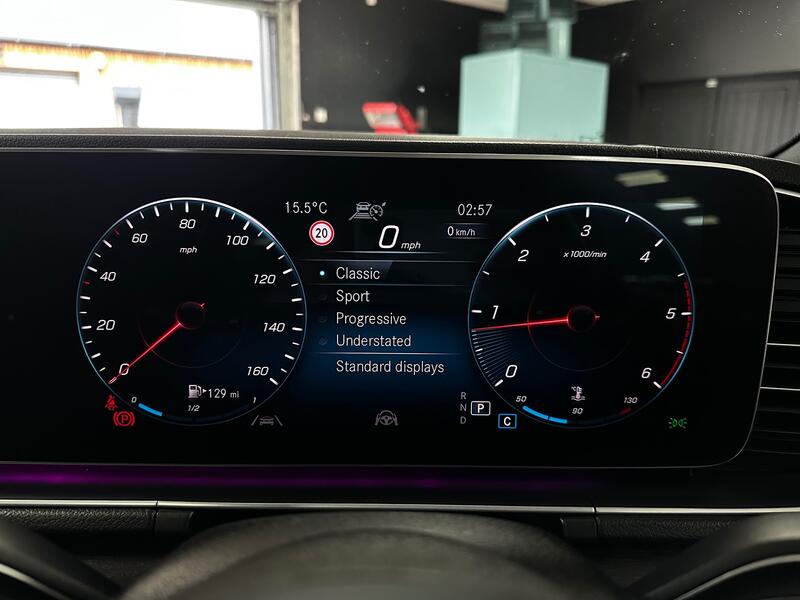 15.5°C
02:57
20
0 mph
0 km/h
Classic
Sport
Progressive
Understated
Standard displays
mph
0
20
40
60
80
100
120
140
160
129 mi
0
1/2
1
x1000/min
0
1
2
3
4
5
6
50
90
130
R
N
P
D
C
P